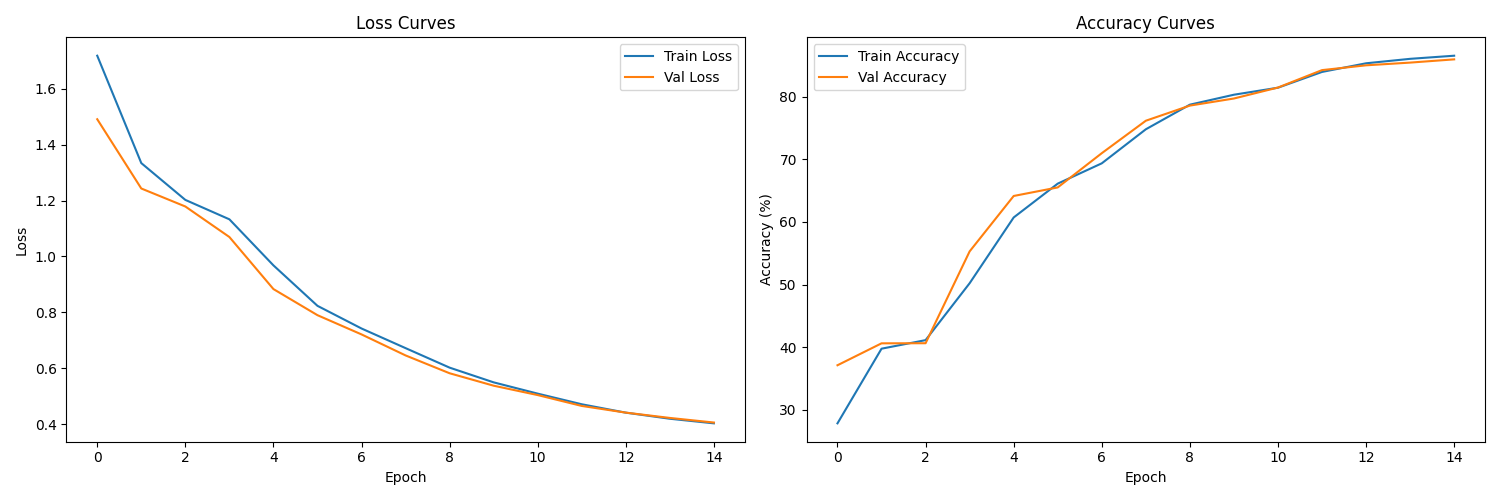 Loss Curves
Train Loss
Val Loss
1.6
1.4
1.2
1.0
0.8
0.6
0.4
Loss
0 2 4 6 8 10 12 14
Epoch
Accuracy Curves
Train Accuracy
Val Accuracy
80
70
60
50
40
30
Accuracy (%)
0 2 4 6 8 10 12 14
Epoch